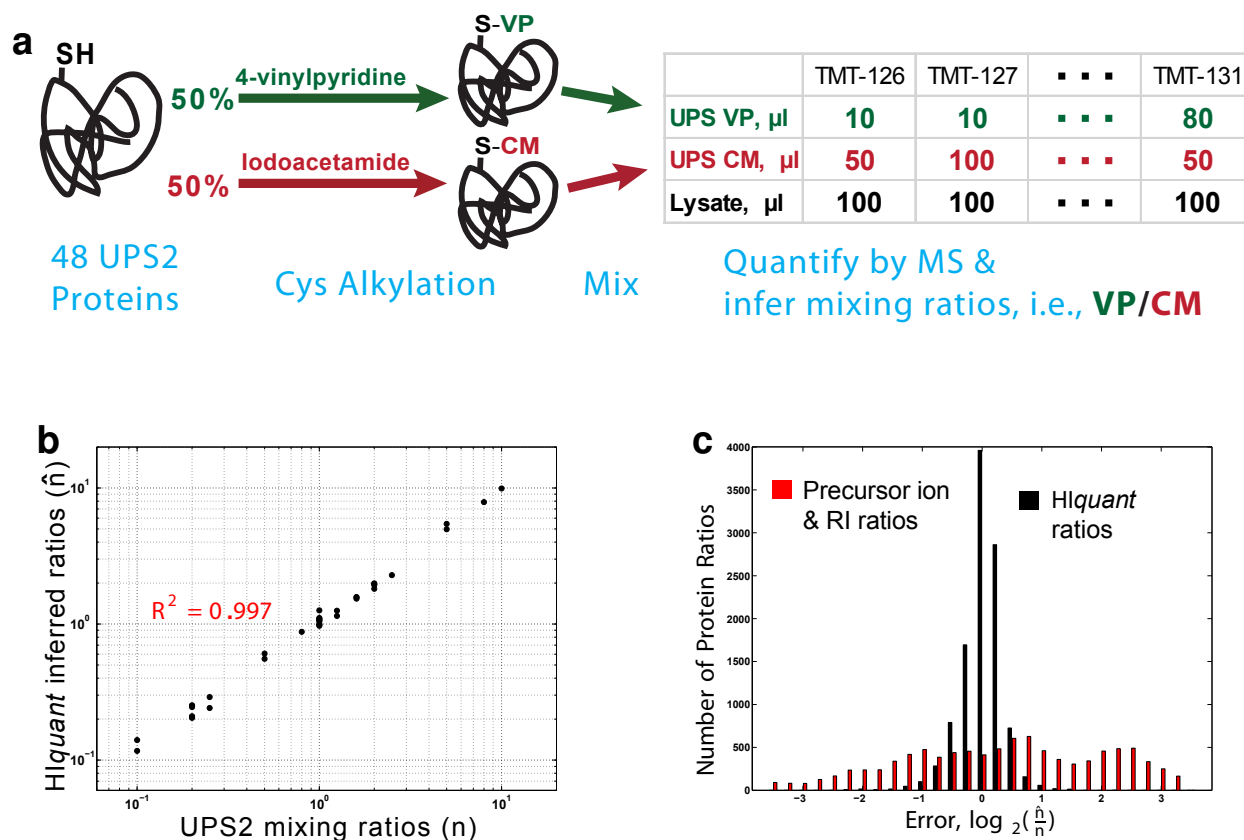 a
SH
50%
4-vinylpyridine
S-VP
50%
Iodoacetamide
S-CM
48 UPS2
Proteins
Cys Alkylation
Mix
TMT-126 TMT-127 ▪ ▪ ▪ TMT-131
UPS VP, µl 10 10 ▪ ▪ ▪ 80
UPS CM, µl 50 100 ▪ ▪ ▪ 50
Lysate, µl 100 100 ▪ ▪ ▪ 100
Quantify by MS &
infer mixing ratios, i.e., VP/CM
b
HIquant inferred ratios (n̂)
10¹
10⁰
10⁻¹
R² = 0.997
10⁻¹ 10⁰ 10¹
UPS2 mixing ratios (n)
c
Number of Protein Ratios
4000
3500
3000
2500
2000
1500
1000
500
0
Precursor ion
& RI ratios
HIquant
ratios
−3 −2 −1 0 1 2 3
Error, log ₂(n̂/n)